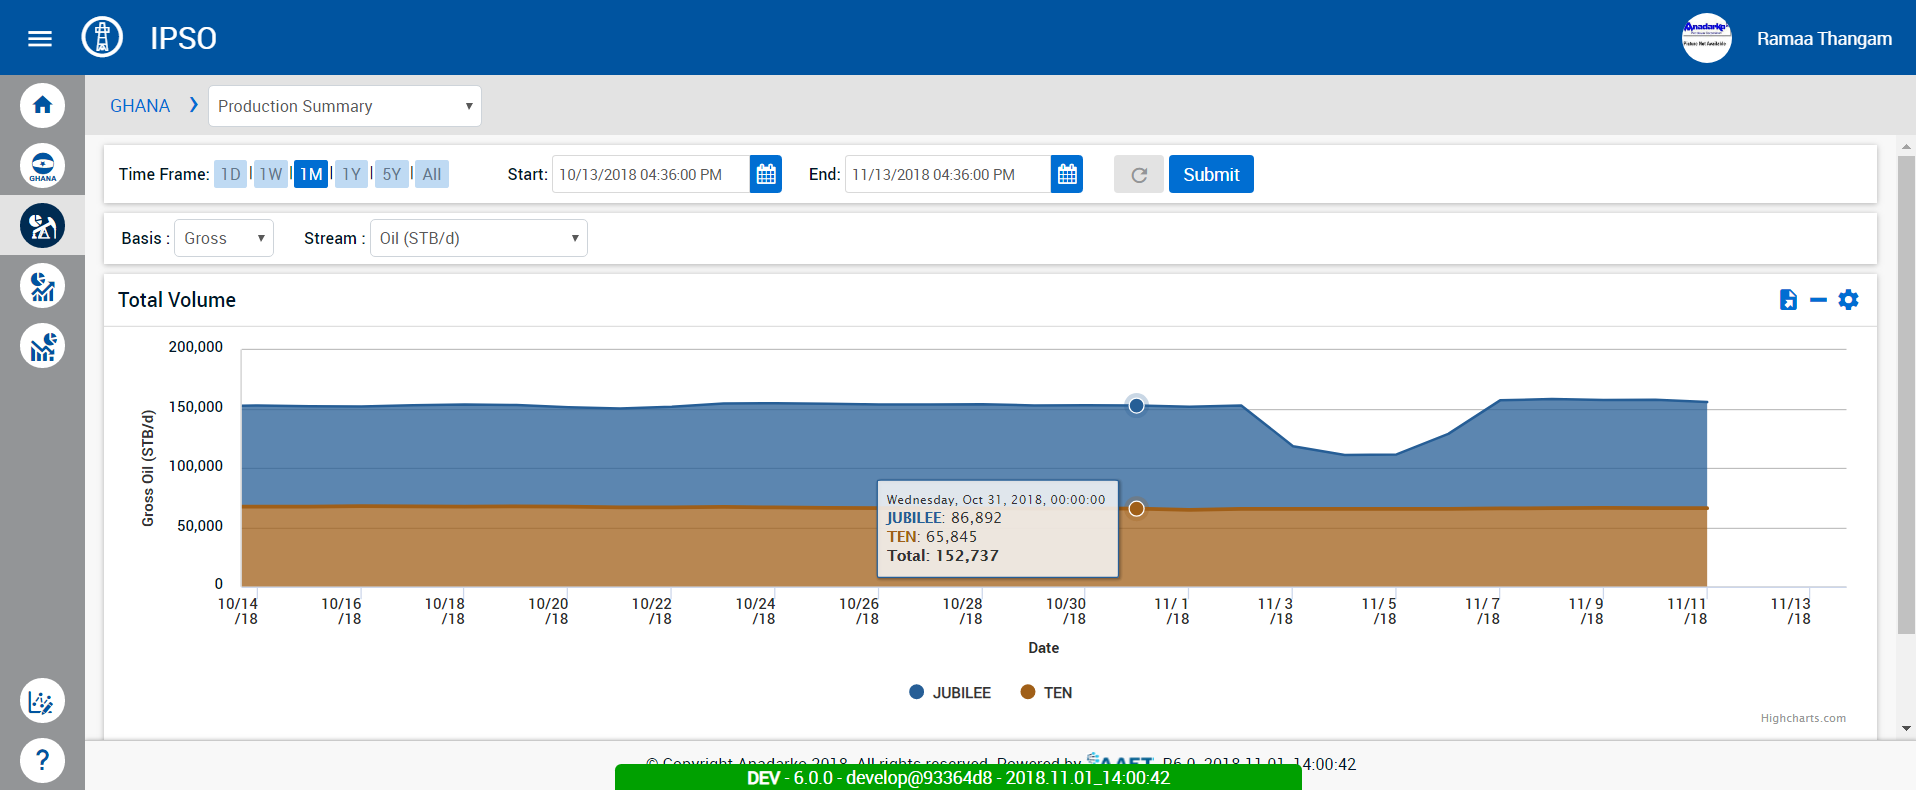 IPSO
Anadarko
Picture Not Available
Ramaa Thangam
GHANA
Production Summary
GHANA
Time Frame: 1D | 1W | 1M | 1Y | 5Y | All
Start: 10/13/2018 04:36:00 PM
End: 11/13/2018 04:36:00 PM
Submit
Basis : Gross
Stream : Oil (STB/d)
Total Volume
200,000
150,000
100,000
50,000
0
Gross Oil (STB/d)
Wednesday, Oct 31, 2018, 00:00:00
JUBILEE: 86,892
TEN: 65,845
Total: 152,737
10/14 10/16 10/18 10/20 10/22 10/24 10/26 10/28 10/30 11/ 1 11/ 3 11/ 5 11/ 7 11/ 9 11/11 11/13
/18 /18 /18 /18 /18 /18 /18 /18 /18 /18 /18 /18 /18 /18 /18 /18
Date
JUBILEE TEN
Highcharts.com
?
© Copyright Anadarko 2018. All rights reserved. Powered by R6.0, 2018.11.01_14:00:42
DEV - 6.0.0 - develop@93364d8 - 2018.11.01_14:00:42